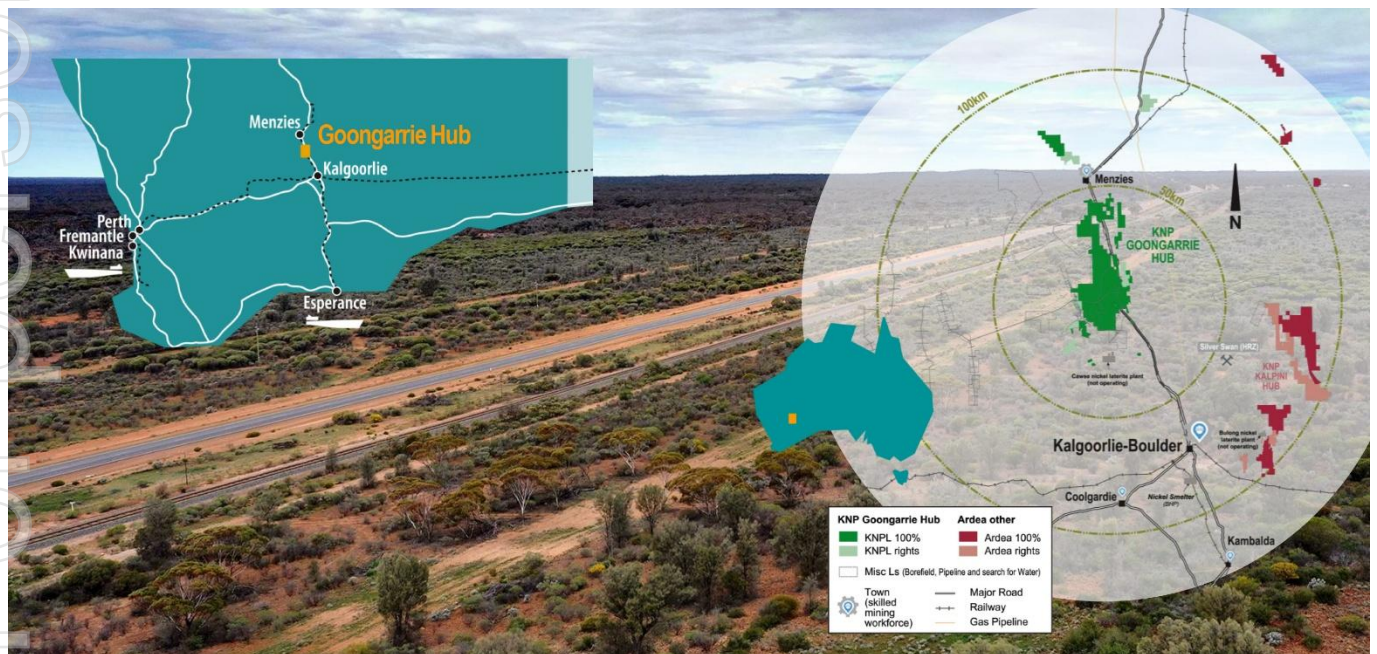 Menzies
Goongarrie Hub
Kalgoorlie
Perth
Fremantle
Kwinana
Esperance
100km
Menzies
50km
N
KNP
GOONGARRIE
HUB
Silver Swan (HRZ)
KNP
KALPINI
HUB
Cawse nickel laterite plant
(not operating)
Kalgoorlie-Boulder
Bulong nickel
laterite plant
(not operating)
Coolgardie
Nickel Smelter
(BHP)
Kambalda
KNP Goongarrie Hub
Ardea other
KNPL 100%
Ardea 100%
KNPL rights
Ardea rights
Misc Ls (Borefield, Pipeline and search for Water)
Town
(skilled
mining
workforce)
Major Road
Railway
Gas Pipeline